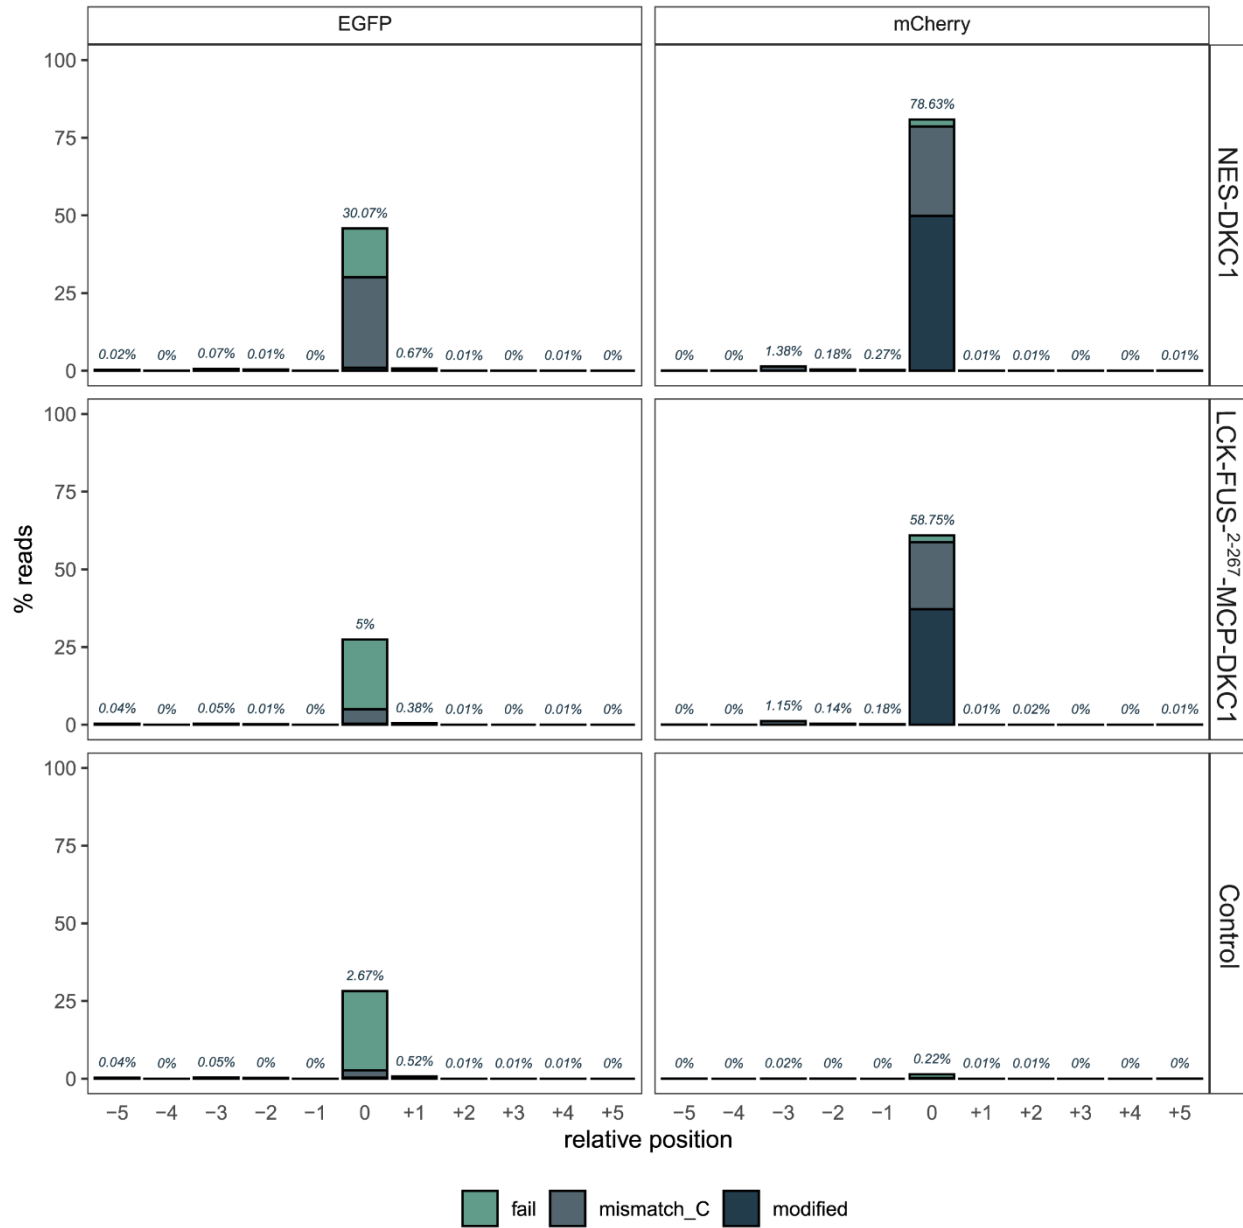 EGFP
mCherry
% reads
100
75
50
25
0
30.07%
0.02% 0% 0.07% 0.01% 0% 0.67% 0.01% 0% 0.01% 0%
78.63%
0% 0% 1.38% 0.18% 0.27% 0.01% 0.01% 0% 0% 0.01%
NES-DKC1
100
75
50
25
0
5%
0.04% 0% 0.05% 0.01% 0% 0.38% 0.01% 0% 0.01% 0%
58.75%
0% 0% 1.15% 0.14% 0.18% 0.01% 0.02% 0% 0% 0.01%
LCK-FUS-2-267-MCP-DKC1
100
75
50
25
0
2.67%
0.04% 0% 0.05% 0% 0% 0.52% 0.01% 0.01% 0.01% 0%
0.22%
0% 0% 0.02% 0% 0% 0.01% 0.01% 0% 0% 0%
Control
−5 −4 −3 −2 −1 0 +1 +2 +3 +4 +5
−5 −4 −3 −2 −1 0 +1 +2 +3 +4 +5
relative position
fail mismatch_C modified